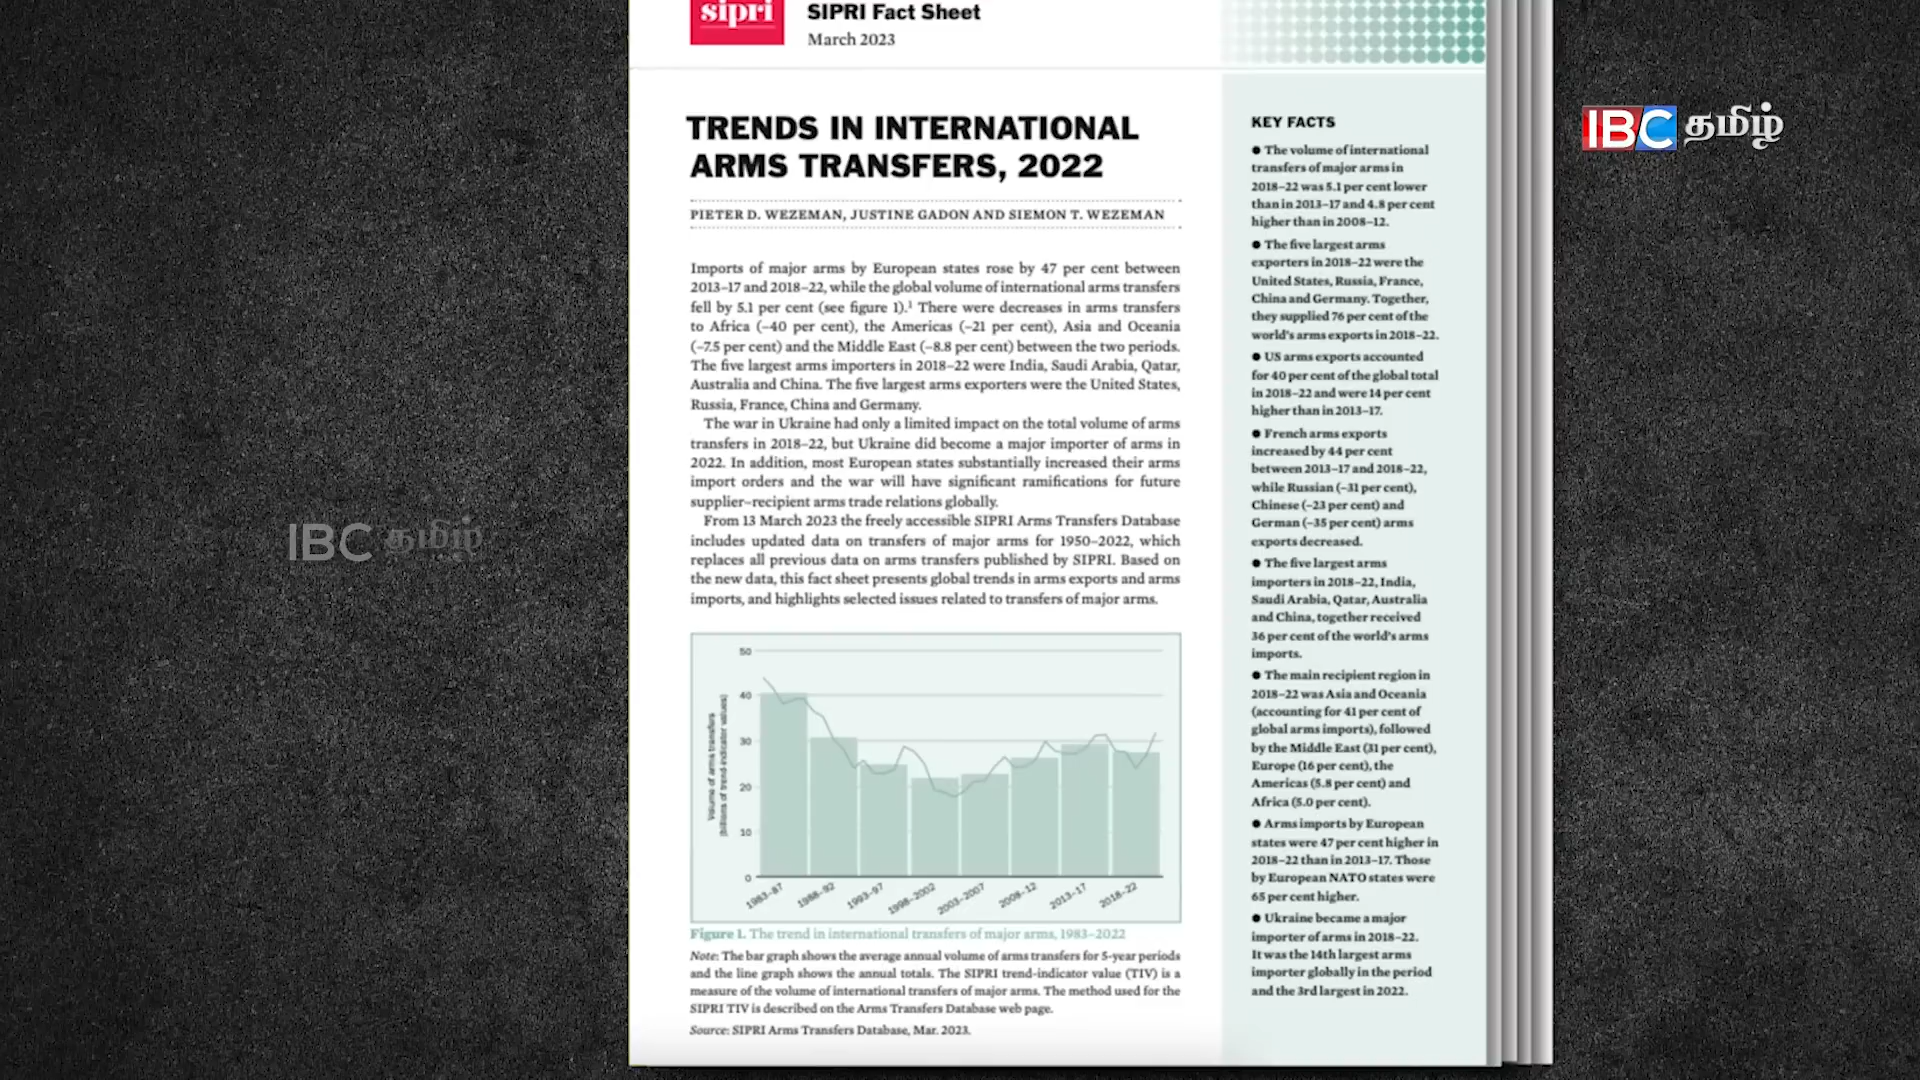 sipri
SIPRI Fact Sheet
March 2023
TRENDS IN INTERNATIONAL
ARMS TRANSFERS, 2022
PIETER D. WEZEMAN, JUSTINE GADON AND SIEMON T. WEZEMAN
Imports of major arms by European states rose by 47 per cent between
2013–17 and 2018–22, while the global volume of international arms transfers
fell by 5.1 per cent (see figure 1).¹ There were decreases in arms transfers
to Africa (–40 per cent), the Americas (–21 per cent), Asia and Oceania
(–7.5 per cent) and the Middle East (–8.8 per cent) between the two periods.
The five largest arms importers in 2018–22 were India, Saudi Arabia, Qatar,
Australia and China. The five largest arms exporters were the United States,
Russia, France, China and Germany.
The war in Ukraine had only a limited impact on the total volume of arms
transfers in 2018–22, but Ukraine did become a major importer of arms in
2022. In addition, most European states substantially increased their arms
import orders and the war will have significant ramifications for future
supplier–recipient arms trade relations globally.
From 13 March 2023 the freely accessible SIPRI Arms Transfers Database
includes updated data on transfers of major arms for 1950–2022, which
replaces all previous data on arms transfers published by SIPRI. Based on
the new data, this fact sheet presents global trends in arms exports and arms
imports, and highlights selected issues related to transfers of major arms.
Volume of arms transfers
(billions of trend-indicator values)
50
40
30
20
10
0
1983–87
1988–92
1993–97
1998–2002
2003–2007
2008–12
2013–17
2018–22
Figure 1. The trend in international transfers of major arms, 1983–2022
Note: The bar graph shows the average annual volume of arms transfers for 5-year periods
and the line graph shows the annual totals. The SIPRI trend-indicator value (TIV) is a
measure of the volume of international transfers of major arms. The method used for the
SIPRI TIV is described on the Arms Transfers Database web page.
Source: SIPRI Arms Transfers Database, Mar. 2023.
KEY FACTS
● The volume of international
transfers of major arms in
2018–22 was 5.1 per cent lower
than in 2013–17 and 4.8 per cent
higher than in 2008–12.
● The five largest arms
exporters in 2018–22 were the
United States, Russia, France,
China and Germany. Together,
they supplied 76 per cent of the
world's arms exports in 2018–22.
● US arms exports accounted
for 40 per cent of the global total
in 2018–22 and were 14 per cent
higher than in 2013–17.
● French arms exports
increased by 44 per cent
between 2013–17 and 2018–22,
while Russian (–31 per cent),
Chinese (–23 per cent) and
German (–35 per cent) arms
exports decreased.
● The five largest arms
importers in 2018–22, India,
Saudi Arabia, Qatar, Australia
and China, together received
36 per cent of the world's arms
imports.
● The main recipient region in
2018–22 was Asia and Oceania
(accounting for 41 per cent of
global arms imports), followed
by the Middle East (31 per cent),
Europe (16 per cent), the
Americas (5.8 per cent) and
Africa (5.0 per cent).
● Arms imports by European
states were 47 per cent higher in
2018–22 than in 2013–17. Those
by European NATO states were
65 per cent higher.
● Ukraine became a major
importer of arms in 2018–22.
It was the 14th largest arms
importer globally in the period
and the 3rd largest in 2022.
IBC தமிழ்
IBC தமிழ்